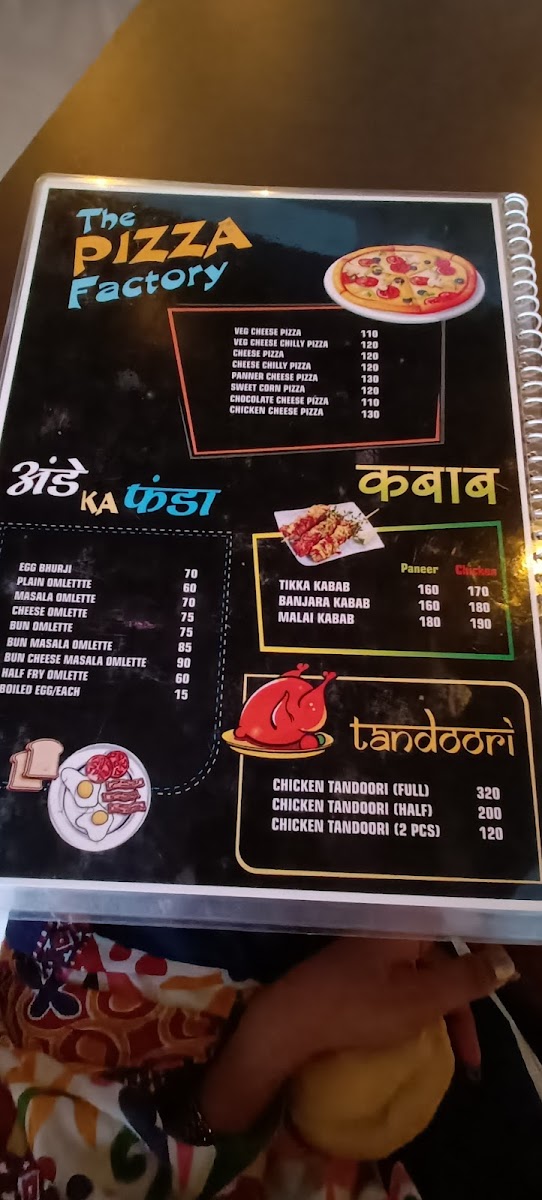 The
PIZZA
Factory
VEG CHEESE PIZZA 110
VEG CHEESE CHILLY PIZZA 120
CHEESE PIZZA 120
CHEESE CHILLY PIZZA 120
PANNER CHEESE PIZZA 130
SWEET CORN PIZZA 120
CHOCOLATE CHEESE PIZZA 110
CHICKEN CHEESE PIZZA 130
अंडे KA फंडा
EGG BHURJI 70
PLAIN OMLETTTE 60
MASALA OMLETTE 70
CHEESE OMLETTE 75
BUN OMLETTE 75
BUN MASALA OMLETTE 85
BUN CHEESE MASALA OMLETTE 90
HALF FRY OMLETTE 60
BOILED EGG/EACH 15
कबाब
Paneer Chicken
TIKKA KABAB 160 170
BANJARA KABAB 160 180
MALAI KABAB 180 190
tandoori
CHICKEN TANDOORI (FULL) 320
CHICKEN TANDOORI (HALF) 200
CHICKEN TANDOORI (2 PCS) 120